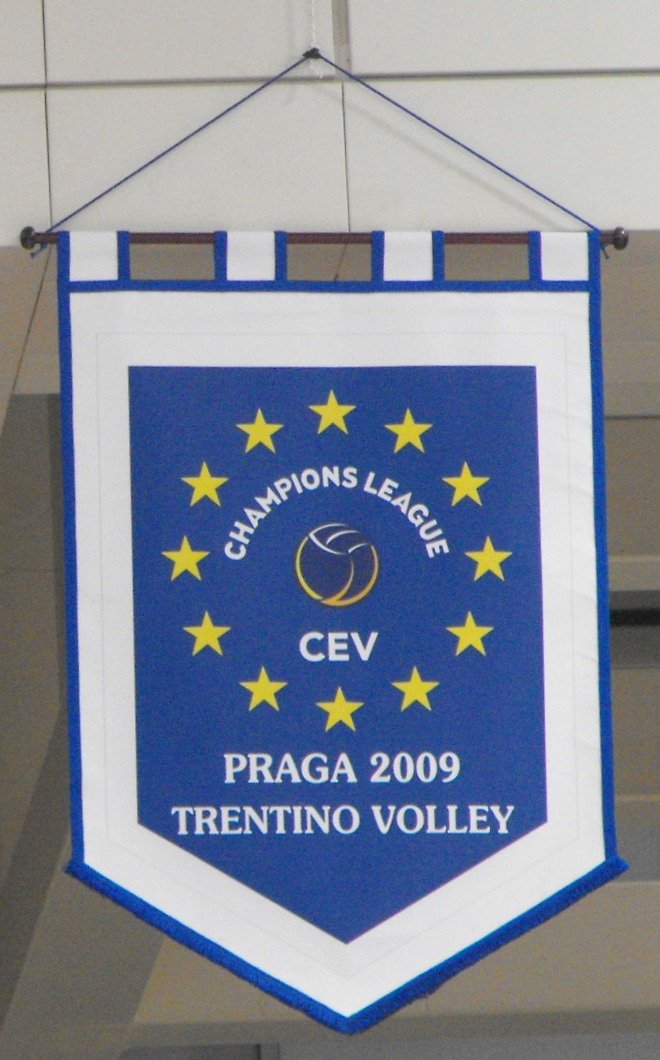 CHAMPIONS LEAGUE
CEV
PRAGA 2009
TRENTINO VOLLEY